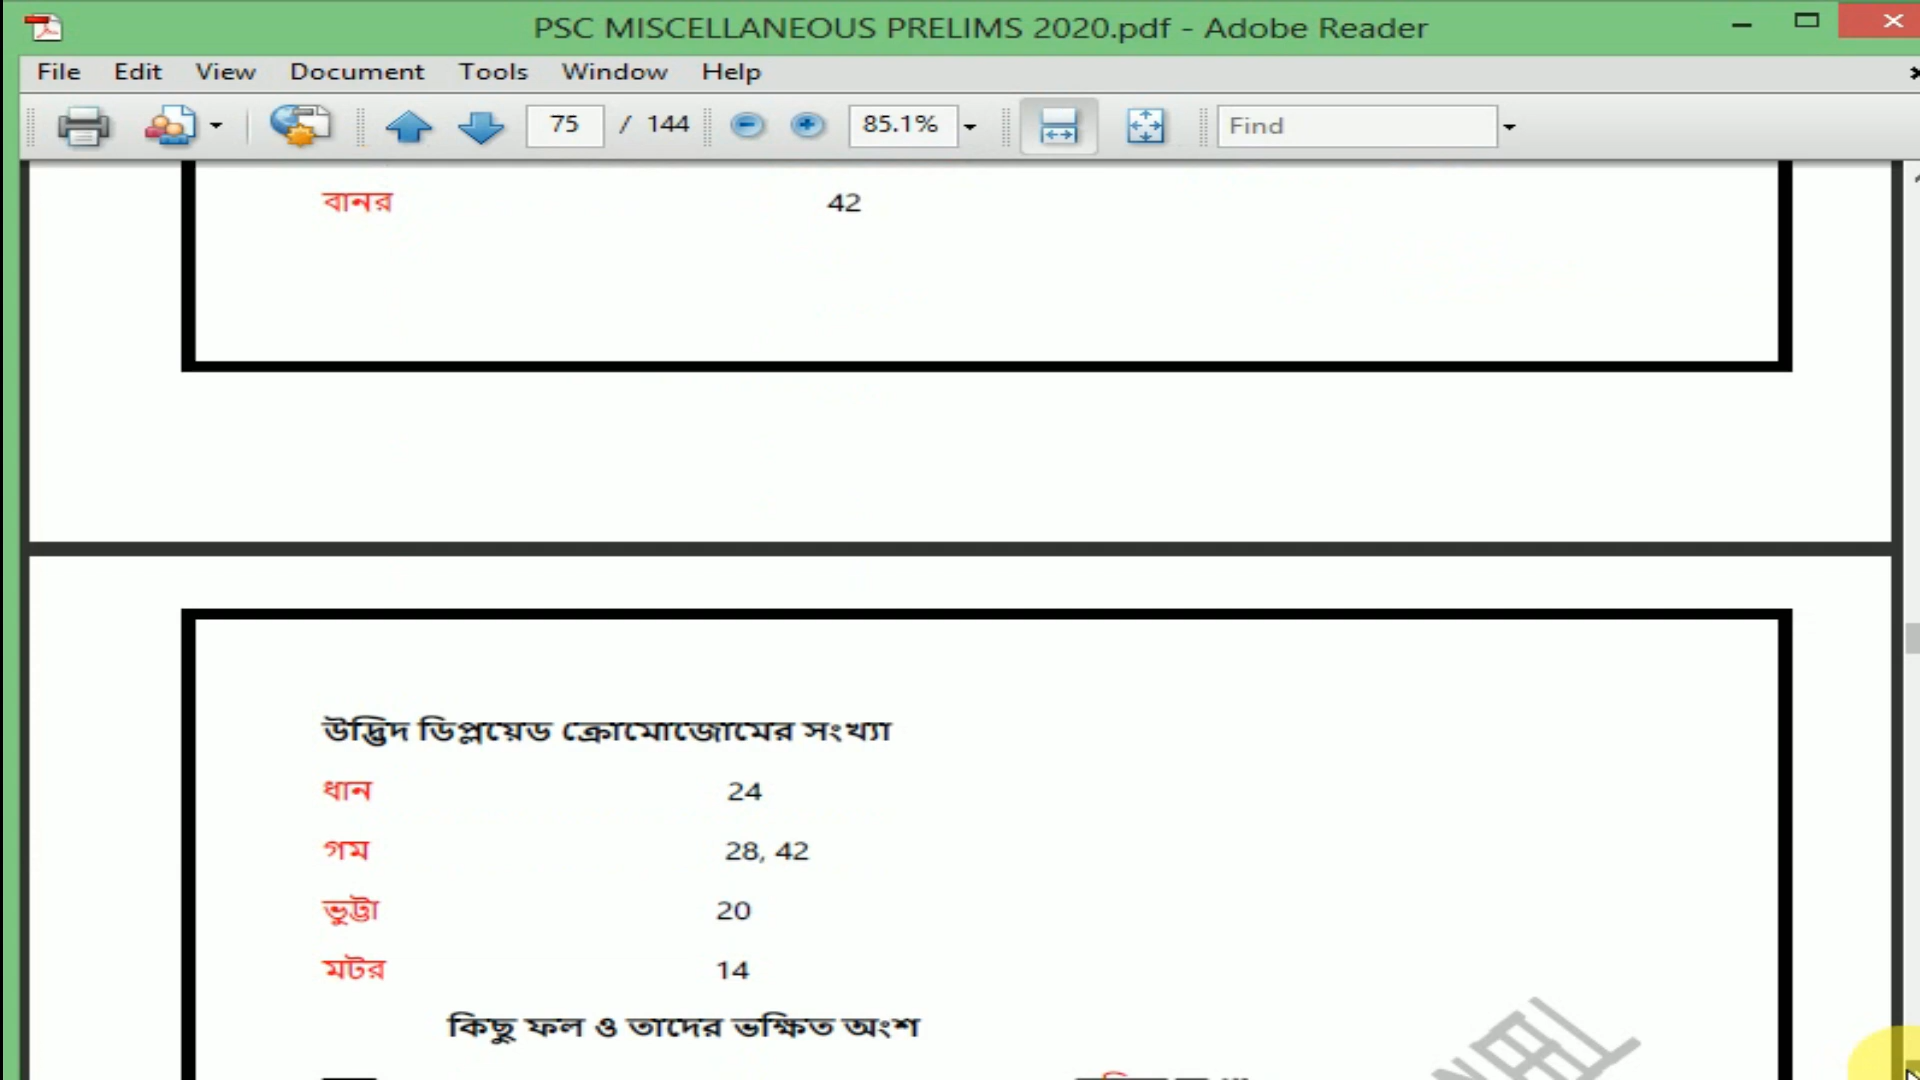 PSC MISCELLANEOUS PRELIMS 2020.pdf - Adobe Reader
File Edit View Document Tools Window Help
75 / 144 85.1% Find
বানর 42
উদ্ভিদ ডিপ্লয়েড ক্রোমোজোমের সংখ্যা
ধান 24
গম 28, 42
ভুট্টা 20
মটর 14
কিছু ফল ও তাদের ভক্ষিত অংশ